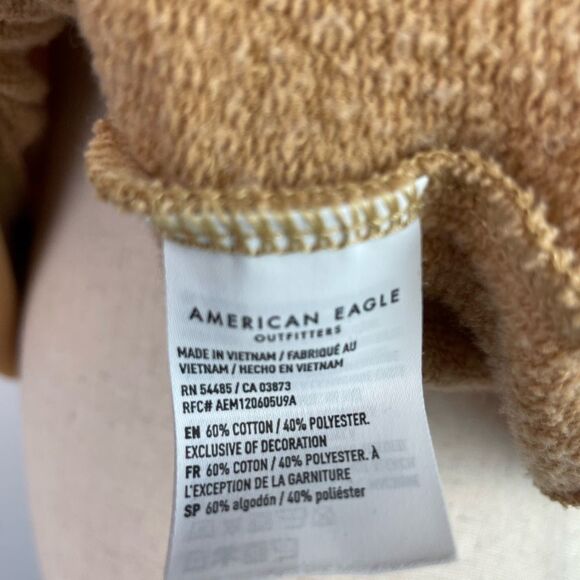 AMERICAN EAGLE
OUTFITTERS
MADE IN VIETNAM / FABRIQUÉ AU
VIETNAM / HECHO EN VIETNAM
RN 54485 / CA 03873
RFC# AEM120605U9A
EN 60% COTTON / 40% POLYESTER.
EXCLUSIVE OF DECORATION
FR 60% COTON / 40% POLYESTER. À
L'EXCEPTION DE LA GARNITURE
SP 60% algodón / 40% poliéster